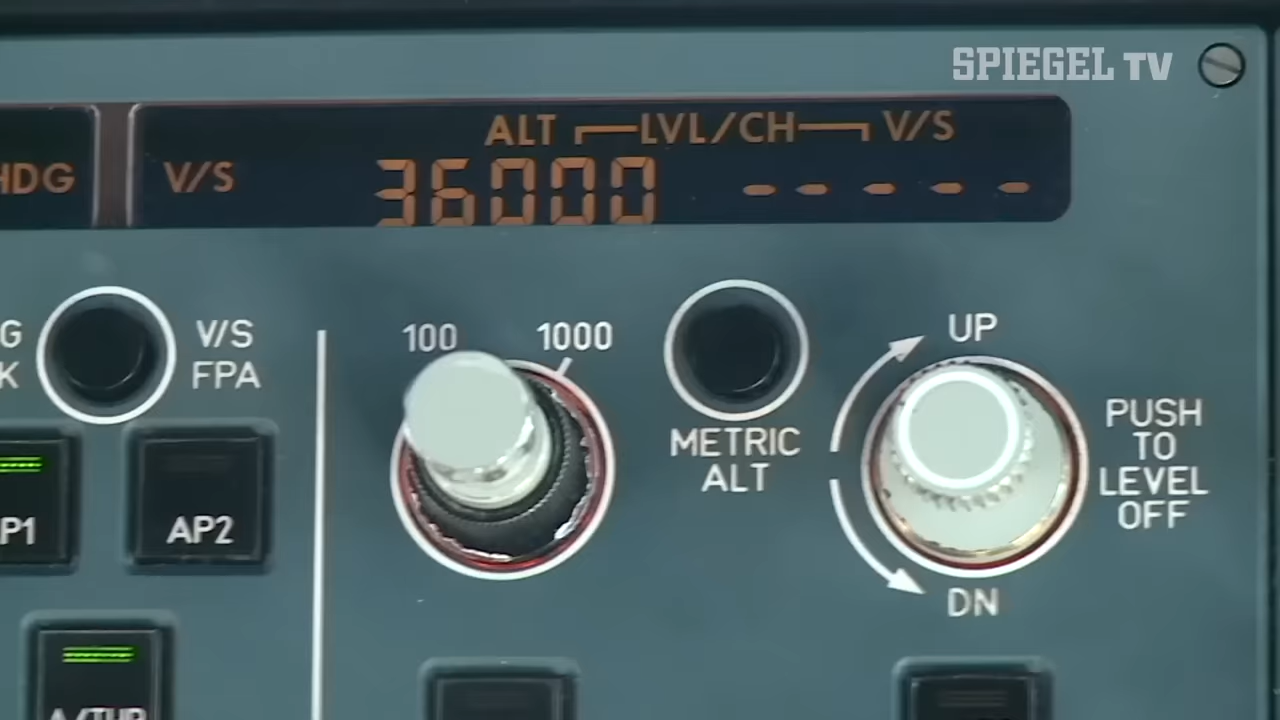 SPIEGEL TV
ALT LVL/CH V/S
HDG V/S 36000 - - - - -
100 1000 UP
V/S
FPA
METRIC
ALT
PUSH
TO
LEVEL
OFF
AP2
DN